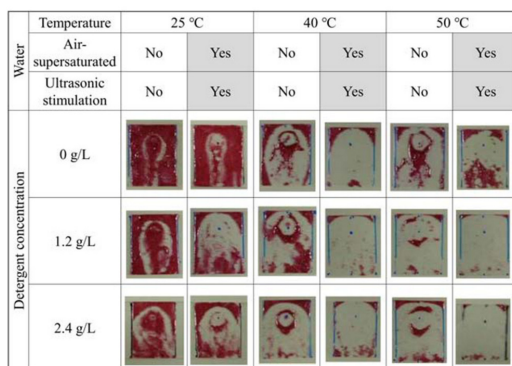 Water
Temperature 25 ℃ 40 ℃ 50 ℃
Air-
supersaturated No Yes No Yes No Yes
Ultrasonic
stimulation No Yes No Yes No Yes
Detergent concentration
0 g/L
1.2 g/L
2.4 g/L